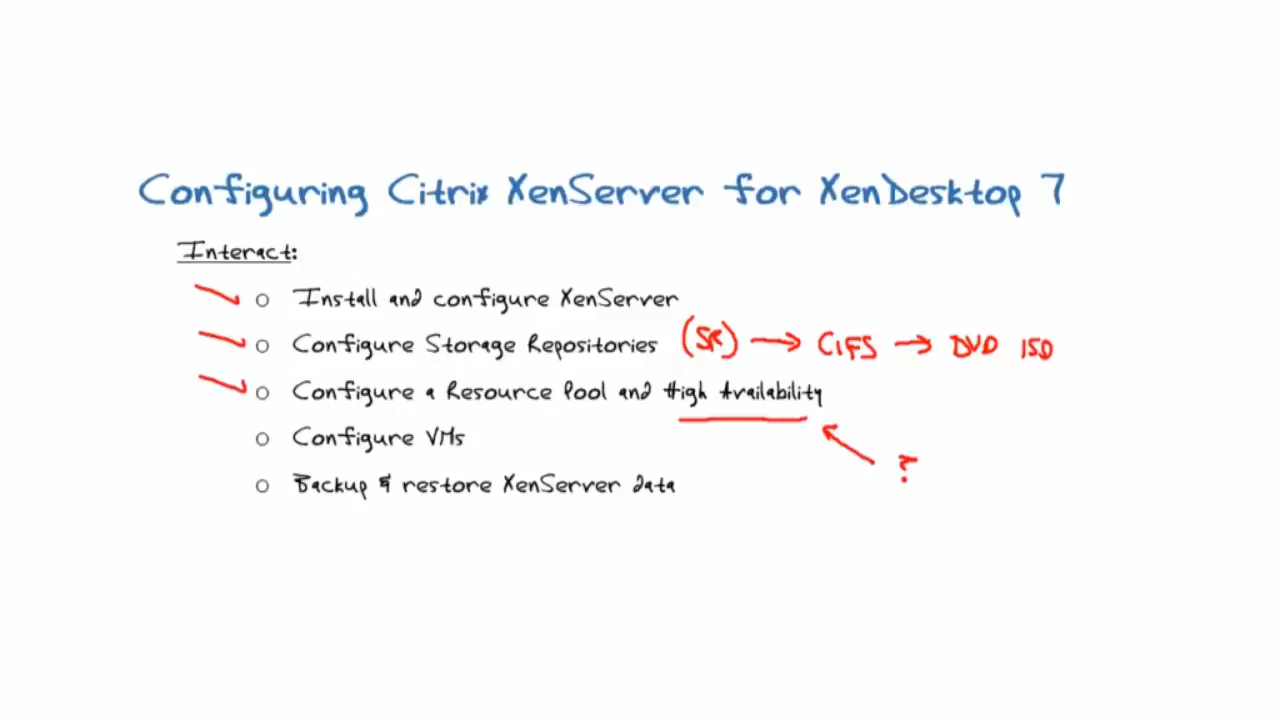 Configuring Citrix XenServer for XenDesktop 7
Interact:
Install and configure XenServer
Configure Storage Repositories (SR) → CIFS → DVD ISO
Configure a Resource Pool and High Availability
?
Configure VMs
Backup & restore XenServer data